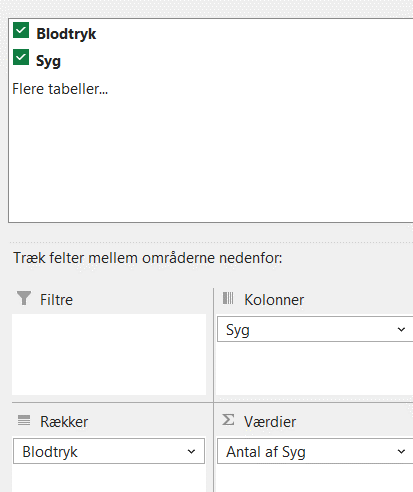 Blodtryk
Syg
Flere tabeller...
Træk felter mellem områderne nedenfor:
Filtre
Kolonner
Syg
Rækker
Værdier
Blodtryk
Antal af Syg